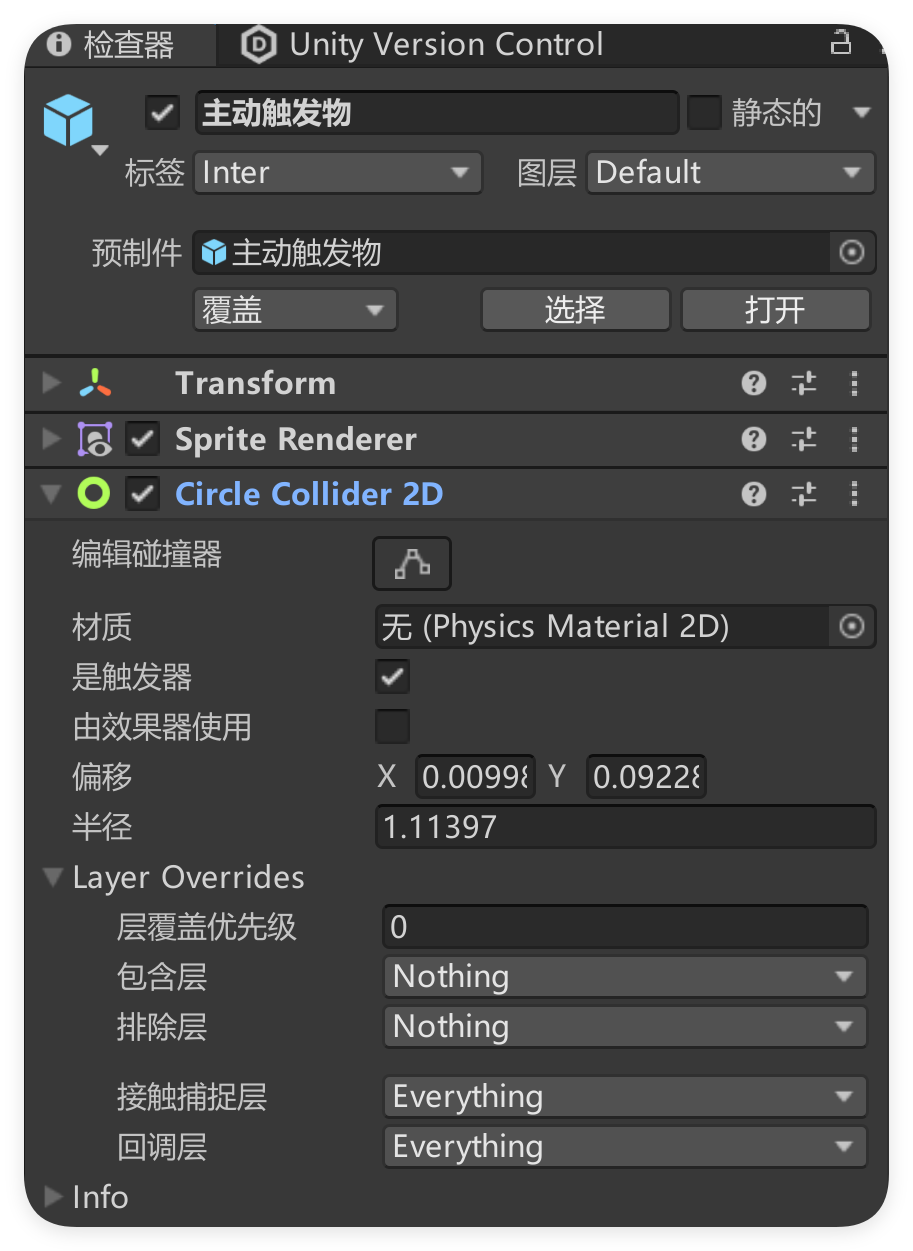 检查器 Unity Version Control
主动触发物 静态的
标签 Inter 图层 Default
预制件 主动触发物
覆盖 选择 打开
Transform
Sprite Renderer
Circle Collider 2D
编辑碰撞器
材质 无 (Physics Material 2D)
是触发器
由效果器使用
偏移 X 0.00998 Y 0.09228
半径 1.11397
Layer Overrides
层覆盖优先级 0
包含层 Nothing
排除层 Nothing
接触捕捉层 Everything
回调层 Everything
Info